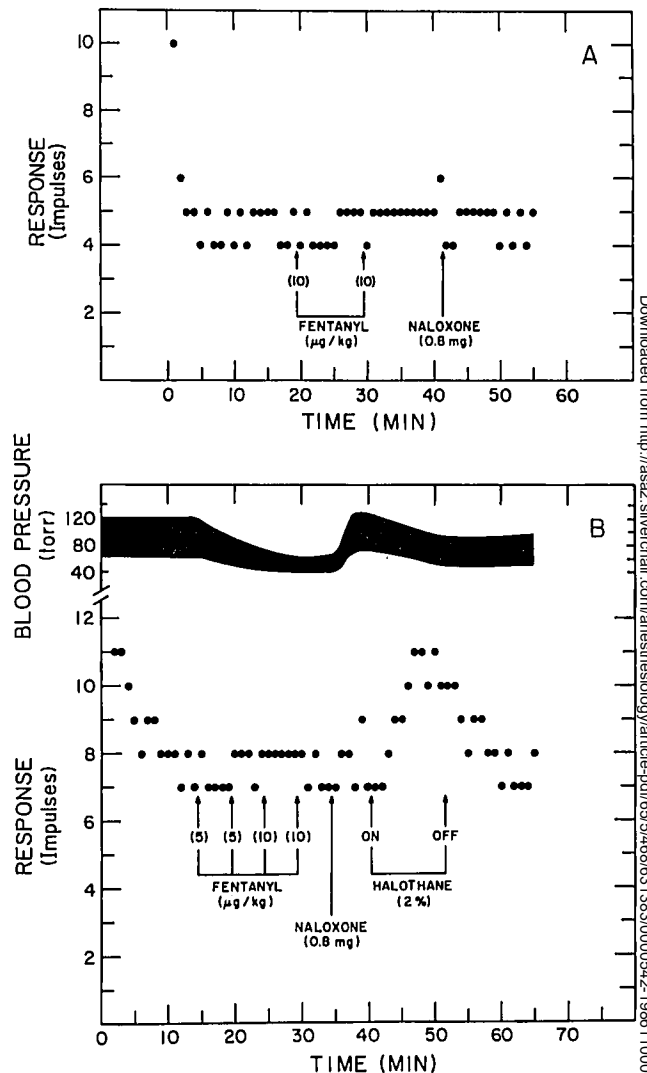 A
10
8
6
4
2
RESPONSE
(Impulses)
(10) (10)
FENTANYL
(µg/kg)
NALOXONE
(0.8 mg)
0 10 20 30 40 50 60
TIME (MIN)
B
BLOOD PRESSURE
(torr)
120
80
40
12
10
8
6
4
2
0
RESPONSE
(Impulses)
(5) (5) (10) (10)
FENTANYL
(µg/kg)
NALOXONE
(0.8 mg)
ON OFF
HALOTHANE
(2%)
0 10 20 30 40 50 60 70
TIME (MIN)